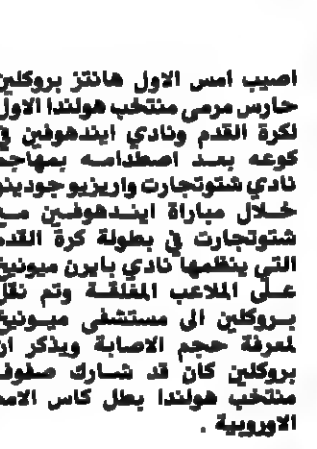 اصيب امس الاول هانتز بروكلين
حارس مرمى منتخب هولندا الاول
لكرة القدم ونادي ايندهوفين في
كوعه بعد اصطدامه بمهاجم
نادي شتوتجارت واريزيو جودينو
خلال مباراة ايندهوفين مع
شتوتجارت في بطولة كرة القدم
التي ينظمها نادي بايرن ميونيخ
على الملاعب المغلقة وتم نقل
بروكلين الى مستشفى ميونيخ
لمعرفة حجم الاصابة ويذكر ان
بروكلين كان قد شارك صفوف
منتخب هولندا بطل كاس الامم
الاوروبية .